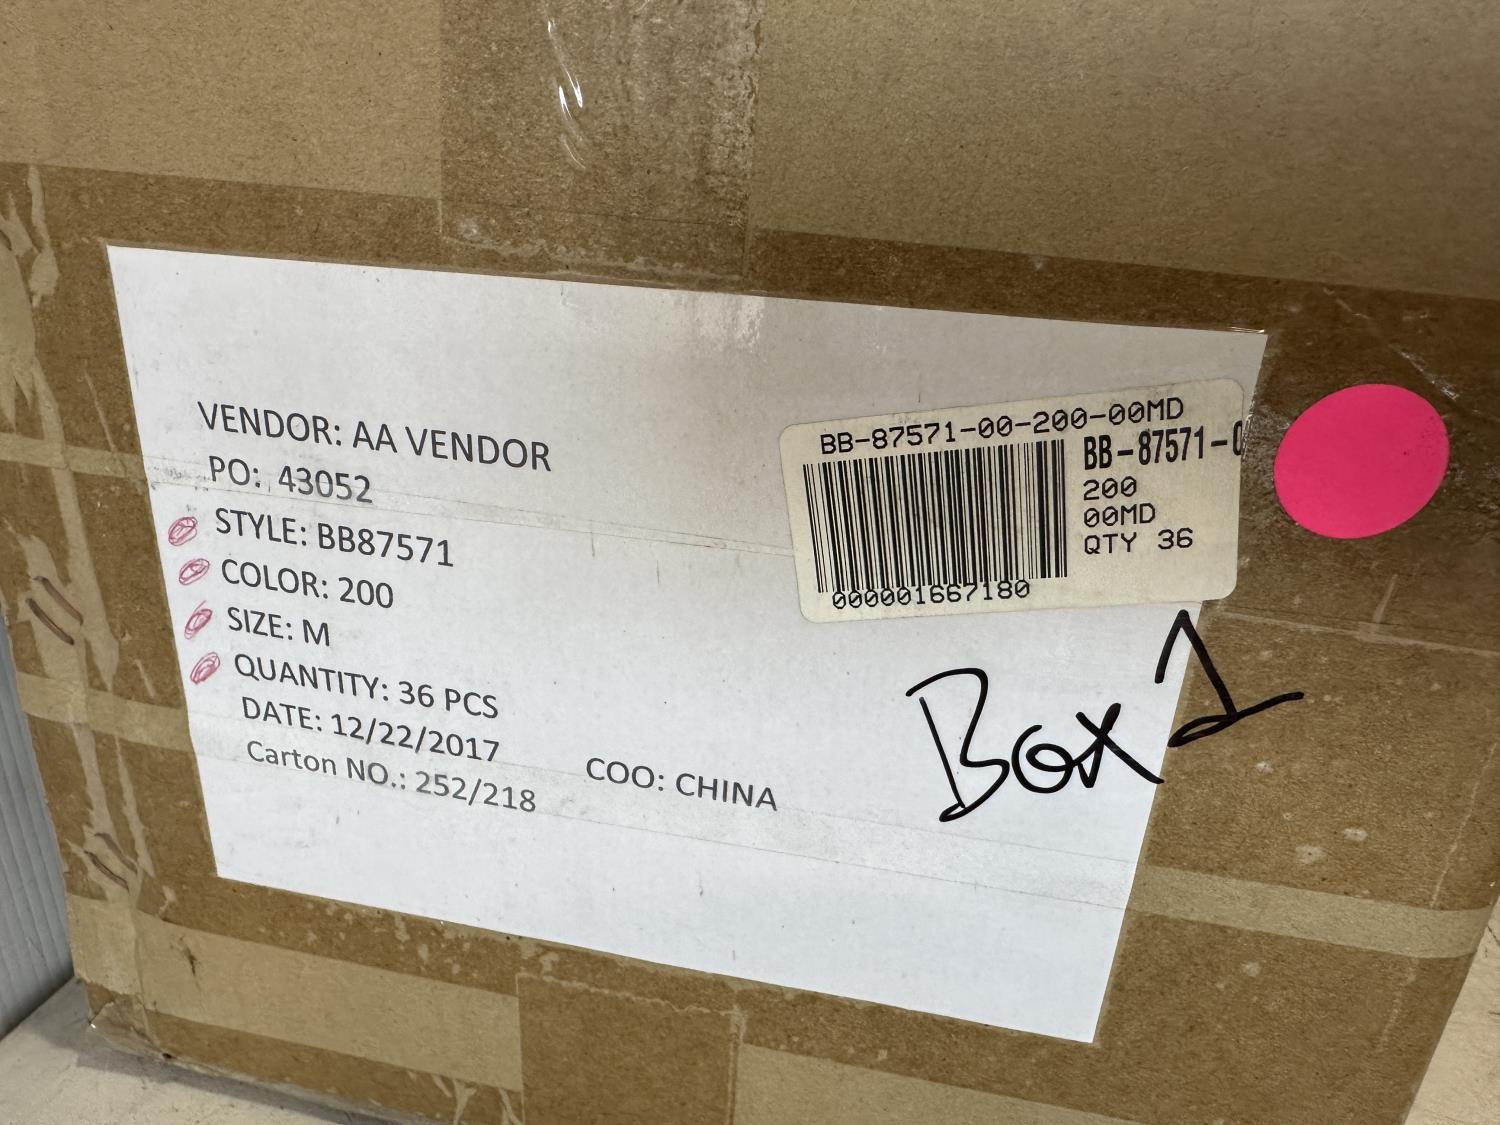 VENDOR: AA VENDOR
PO: 43052
STYLE: BB87571
COLOR: 200
SIZE: M
QUANTITY: 36 PCS
DATE: 12/22/2017
Carton NO.: 252/218
COO: CHINA
BB-87571-00-200-00MD
BB-87571-0
200
00MD
QTY 36
000001667180
Box 1